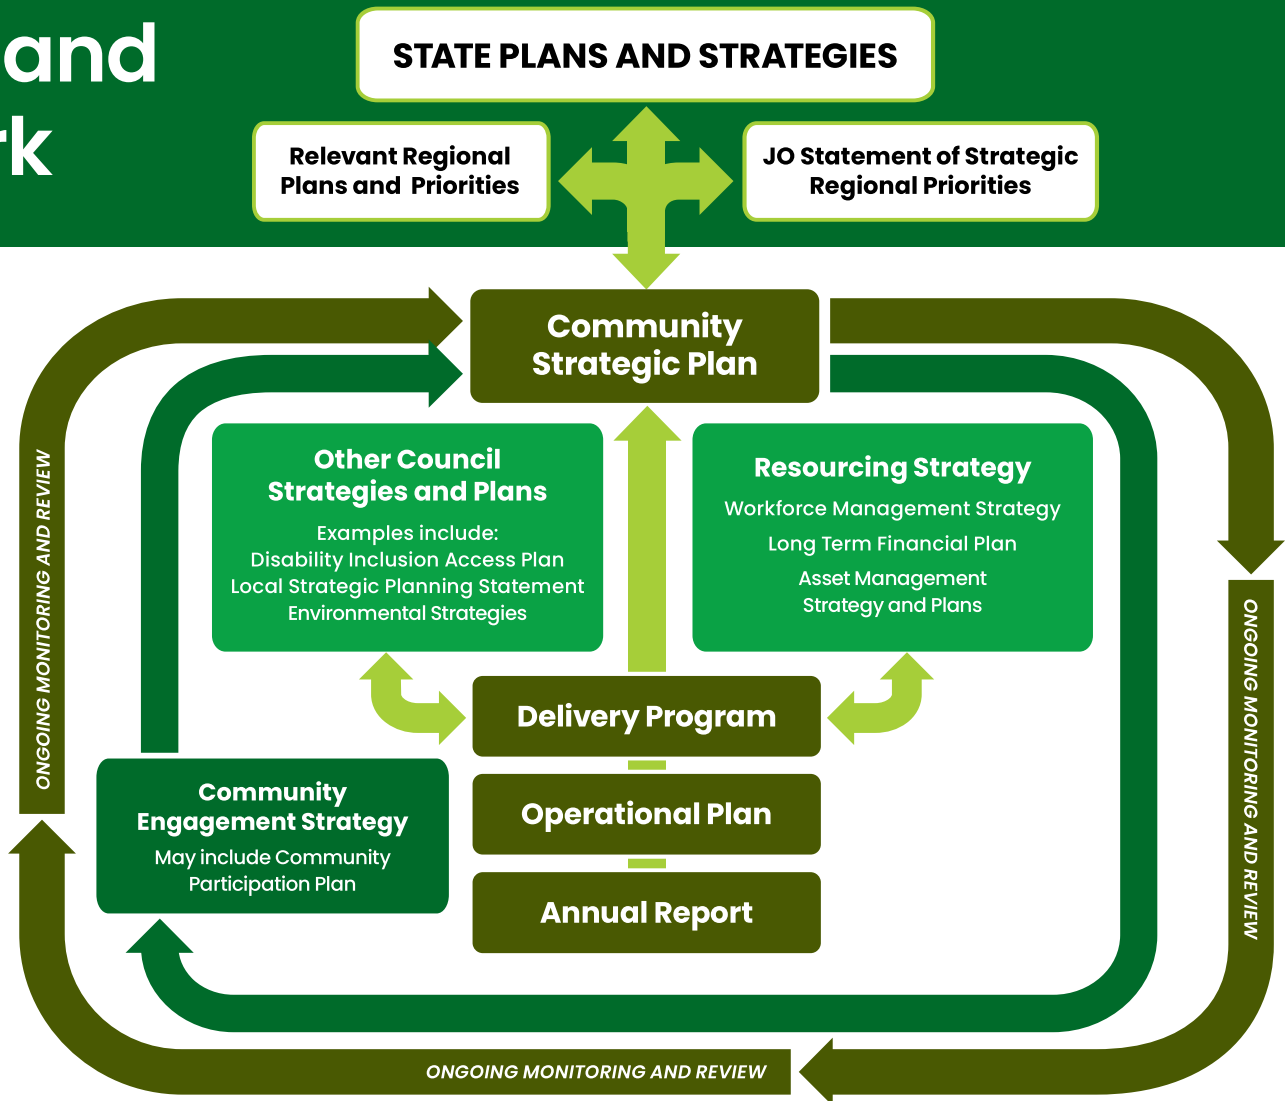 and
rk
STATE PLANS AND STRATEGIES
Relevant Regional
Plans and Priorities
JO Statement of Strategic
Regional Priorities
Community
Strategic Plan
Other Council
Strategies and Plans
Examples include:
Disability Inclusion Access Plan
Local Strategic Planning Statement
Environmental Strategies
Resourcing Strategy
Workforce Management Strategy
Long Term Financial Plan
Asset Management
Strategy and Plans
ONGOING MONITORING AND REVIEW
ONGOING MONITORING AND REVIEW
Delivery Program
Community
Engagement Strategy
May include Community
Participation Plan
Operational Plan
Annual Report
ONGOING MONITORING AND REVIEW